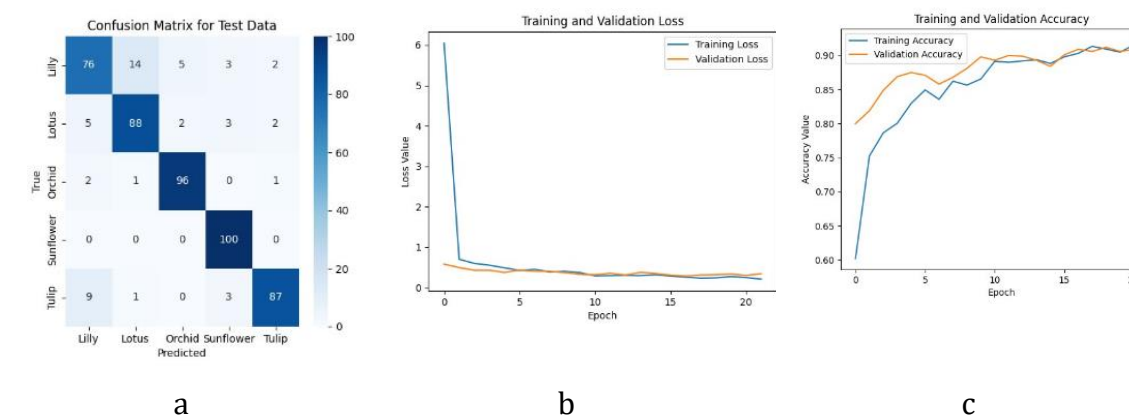 Confusion Matrix for Test Data
Lilly 76 14 5 3 2
Lotus 5 88 2 3 2
Orchid 2 1 96 0 1
Sunflower 0 0 0 100 0
Tulip 9 1 0 3 87
True
Lilly Lotus Orchid Sunflower Tulip
Predicted
100
80
60
40
20
0
a
Training and Validation Loss
Training Loss
Validation Loss
Loss Value
6
5
4
3
2
1
0
0 5 10 15 20
Epoch
b
Training and Validation Accuracy
Training Accuracy
Validation Accuracy
Accuracy Value
0.90
0.85
0.80
0.75
0.70
0.65
0.60
0 5 10 15
Epoch
c